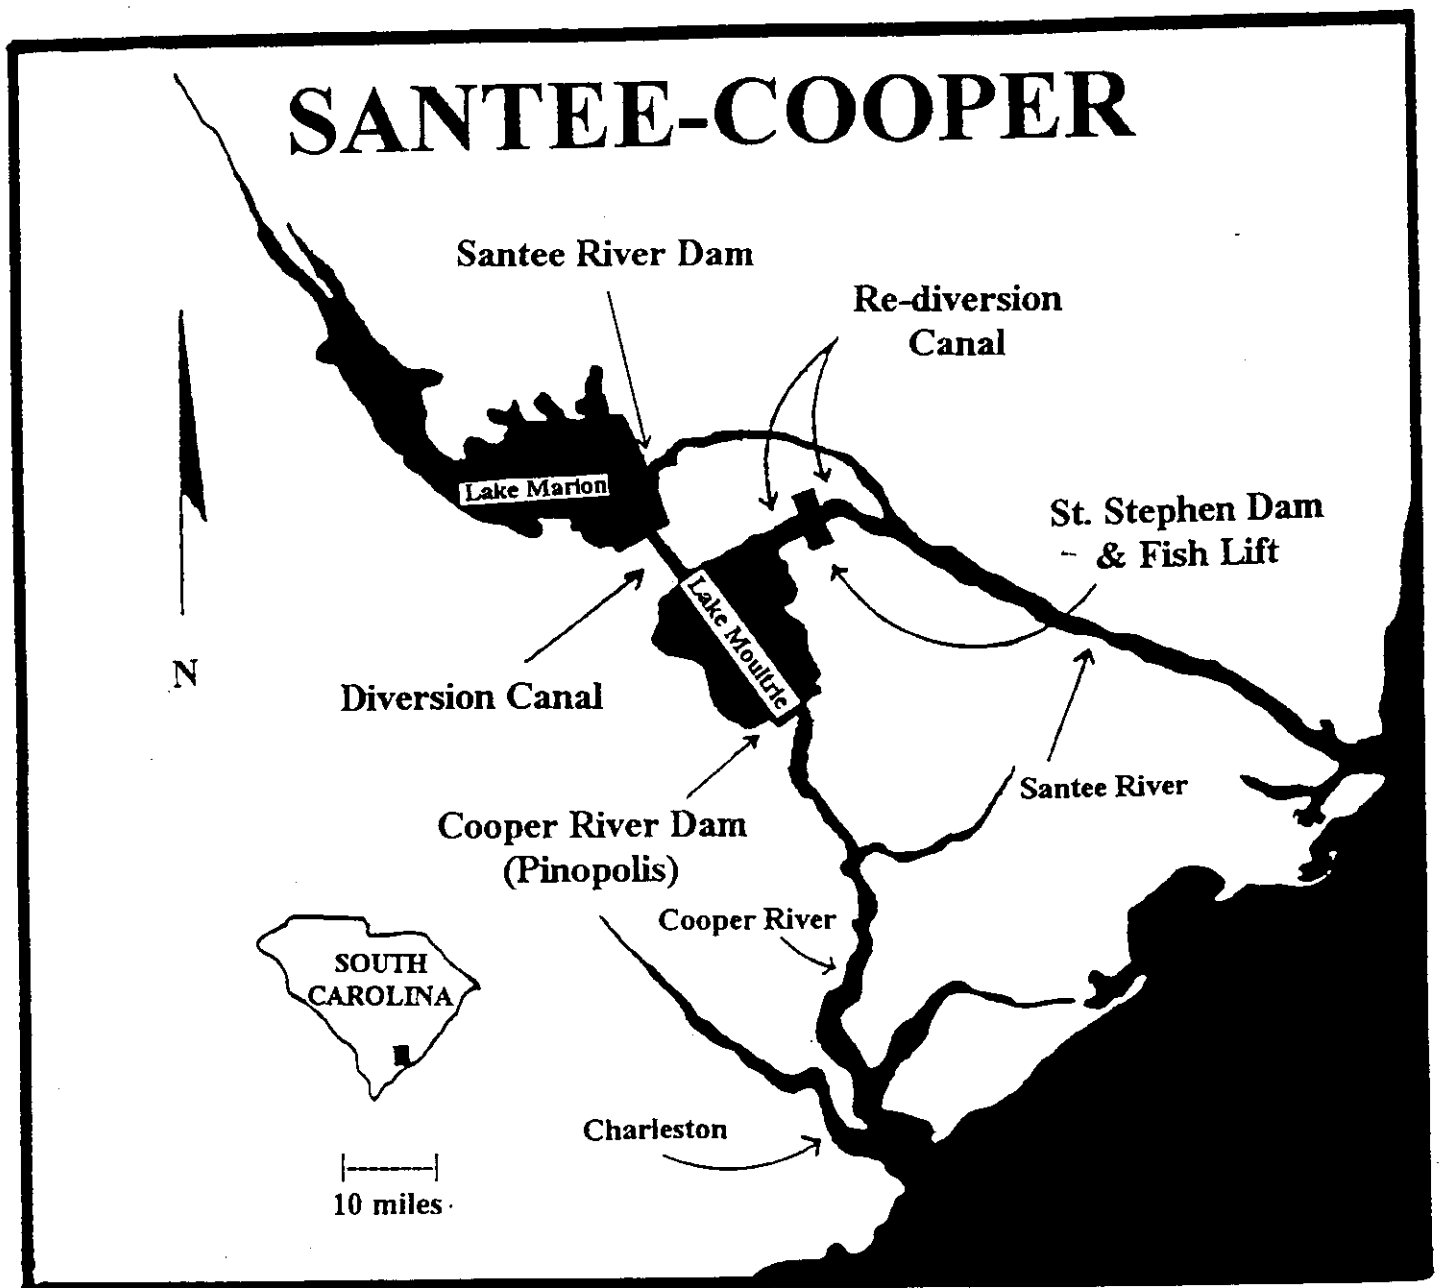 SANTEE-COOPER
Santee River Dam
Re-diversion
Canal
Lake Marion
St. Stephen Dam
& Fish Lift
Lake Moultrie
N
Diversion Canal
Santee River
Cooper River Dam
(Pinopolis)
Cooper River
SOUTH
CAROLINA
Charleston
10 miles